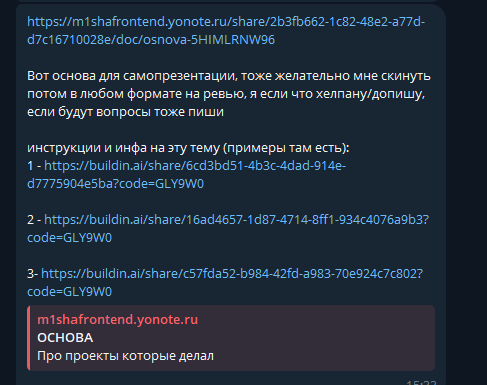 https://m1shafrontend.yonote.ru/share/2b3fb662-1c82-48e2-a77d-
d7c16710028e/doc/osnova-5HIMLRNW96
Вот основа для самопрезентации, тоже желательно мне скинуть
потом в любом формате на ревью, я если что хелпану/допишу,
если будут вопросы тоже пиши
инструкции и инфа на эту тему (примеры там есть):
1 - https://buildin.ai/share/6cd3bd51-4b3c-4dad-914e-
d7775904e5ba?code=GLY9W0
2 - https://buildin.ai/share/16ad4657-1d87-4714-8ff1-934c4076a9b3?
code=GLY9W0
3- https://buildin.ai/share/c57fda52-b984-42fd-a983-70e924c7c802?
code=GLY9W0
m1shafrontend.yonote.ru
ОСНОВА
Про проекты которые делал